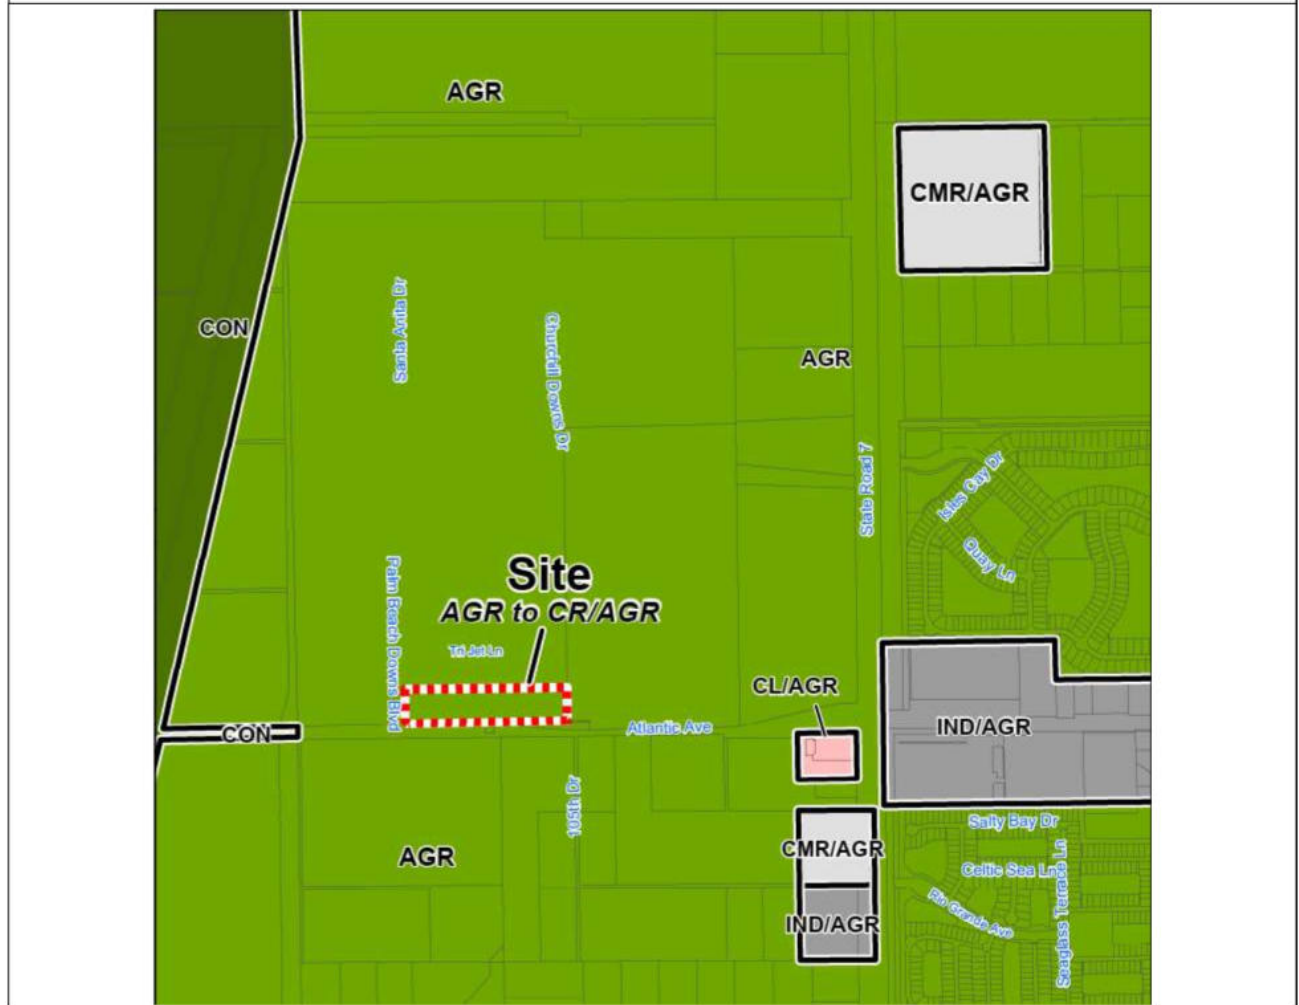 AGR
CMR/AGR
CON
Santa Anita Dr
Churchill Downs Dr
AGR
State Road 7
Isles Cay Dr
Quay Ln
Site
AGR to CR/AGR
Palm Beach Downs Blvd
Tri Jet Ln
CL/AGR
CON
Atlantic Ave
IND/AGR
105th Dr
Salty Bay Dr
AGR
CMR/AGR
Celtic Sea Ln
Seaglass Terrace Ln
Rio Grande Ave
IND/AGR